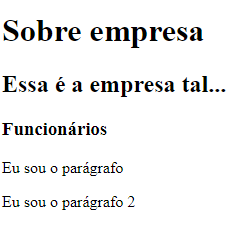 Sobre empresa
Essa é a empresa tal...
Funcionários
Eu sou o parágrafo
Eu sou o parágrafo 2